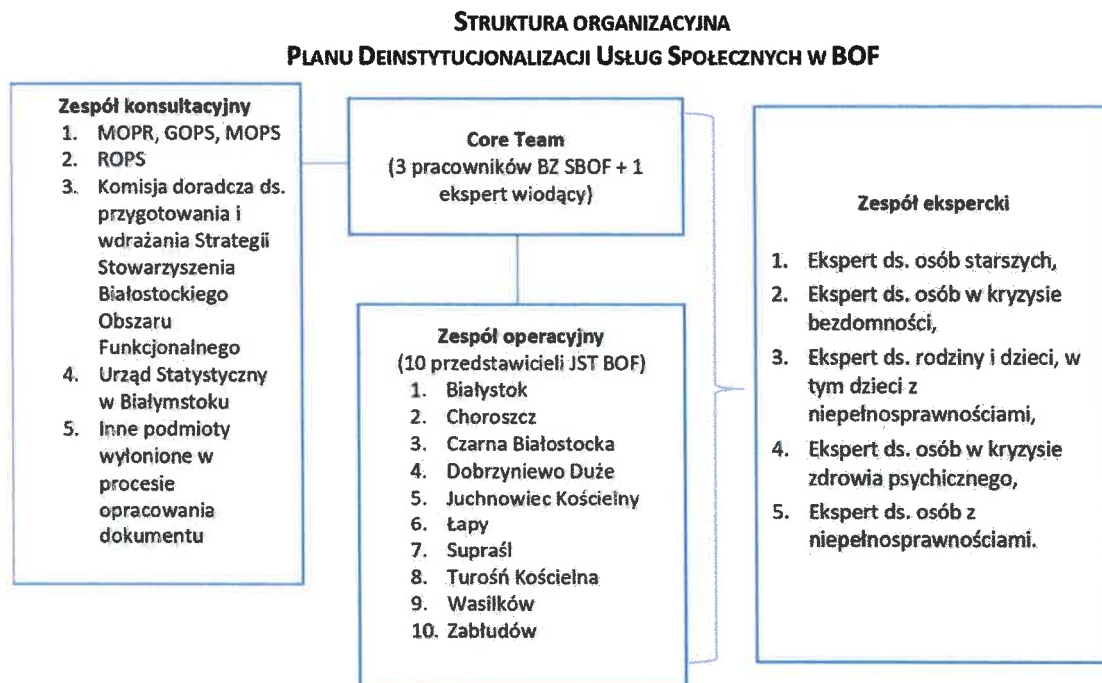 STRUKTURA ORGANIZACYJNA
PLANU DEINSTYTUCJONALIZACJI USŁUG SPOŁECZNYCH W BOF
Zespół konsultacyjny
1. MOPR, GOPS, MOPS
2. ROPS
3. Komisja doradcza ds.
przygotowania i
wdrażania Strategii
Stowarzyszenia
Białostockiego
Obszaru
Funkcjonalnego
4. Urząd Statystyczny
w Białymstoku
5. Inne podmioty
wyłonione w
procesie
opracowania
dokumentu
Core Team
(3 pracowników BZ SBOF + 1
ekspert wiodący)
Zespół operacyjny
(10 przedstawicieli JST BOF)
1. Białystok
2. Choroszcz
3. Czarna Białostocka
4. Dobrzyniewo Duże
5. Juchnowiec Kościelny
6. Łapy
7. Supraśl
8. Turośń Kościelna
9. Wasilków
10. Zabłudów
Zespół ekspercki
1. Ekspert ds. osób starszych,
2. Ekspert ds. osób w kryzysie
bezdomności,
3. Ekspert ds. rodziny i dzieci, w
tym dzieci z
niepełnosprawnościami,
4. Ekspert ds. osób w kryzysie
zdrowia psychicznego,
5. Ekspert ds. osób z
niepełnosprawnościami.